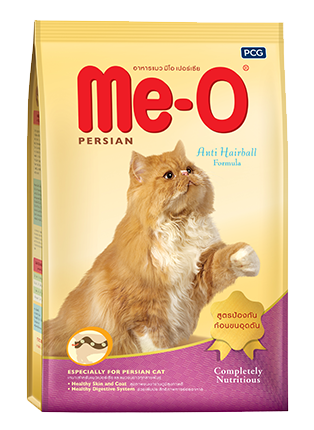 PCG
อาหารแมว มีโอ เปอร์เซีย
me-O®
PERSIAN
Anti Hairball
Formula
สูตรป้องกัน
ก้อนขนอุดตัน
ESPECIALLY FOR PERSIAN CAT
• Healthy Skin and Coat
• Healthy Digestive System
Completely
Nutritious